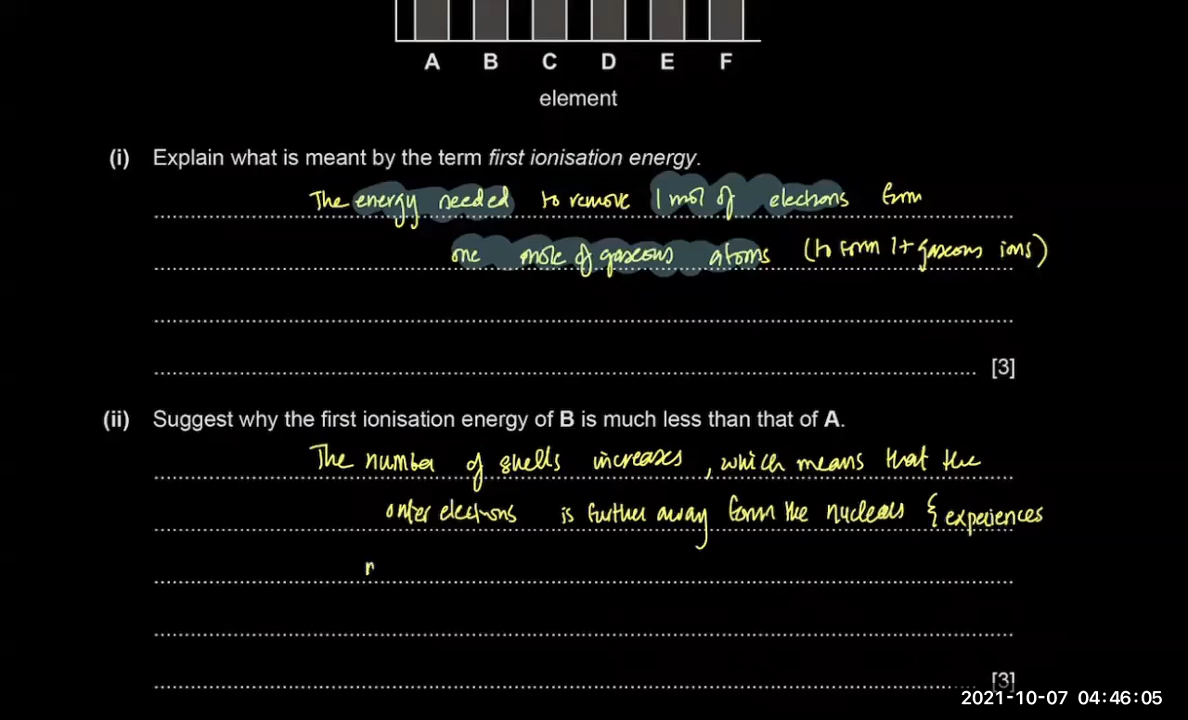 A B C D E F
element
(i) Explain what is meant by the term first ionisation energy.
The energy needed to remove 1 mol of electrons form
one mole of gaseous atoms (to form 1+ gaseous ions)
[3]
(ii) Suggest why the first ionisation energy of B is much less than that of A.
The number of shells increases, which means that the
outer electrons is further away form the nucleus & experiences
[3]
2021-10-07 04:46:05